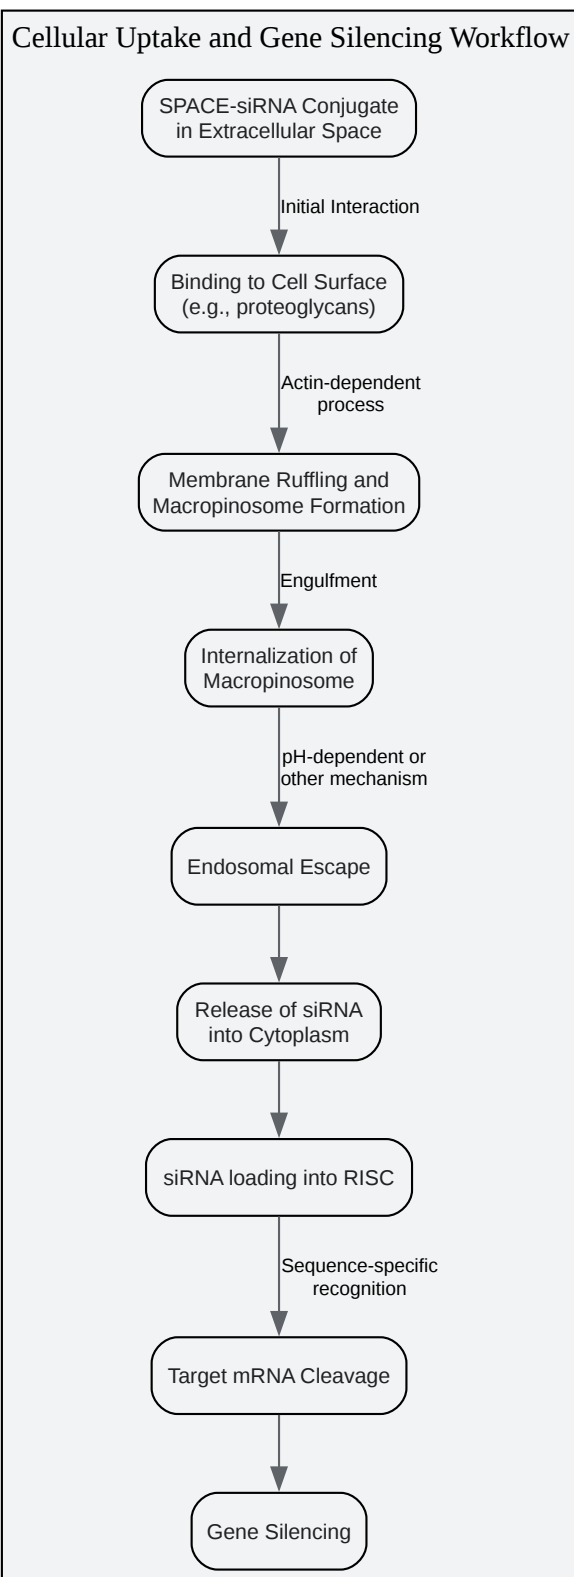 Cellular Uptake and Gene Silencing Workflow
SPACE-siRNA Conjugate
in Extracellular Space
Initial Interaction
Binding to Cell Surface
(e.g., proteoglycans)
Actin-dependent
process
Membrane Ruffling and
Macropinosome Formation
Engulfment
Internalization of
Macropinosome
pH-dependent or
other mechanism
Endosomal Escape
Release of siRNA
into Cytoplasm
siRNA loading into RISC
Sequence-specific
recognition
Target mRNA Cleavage
Gene Silencing